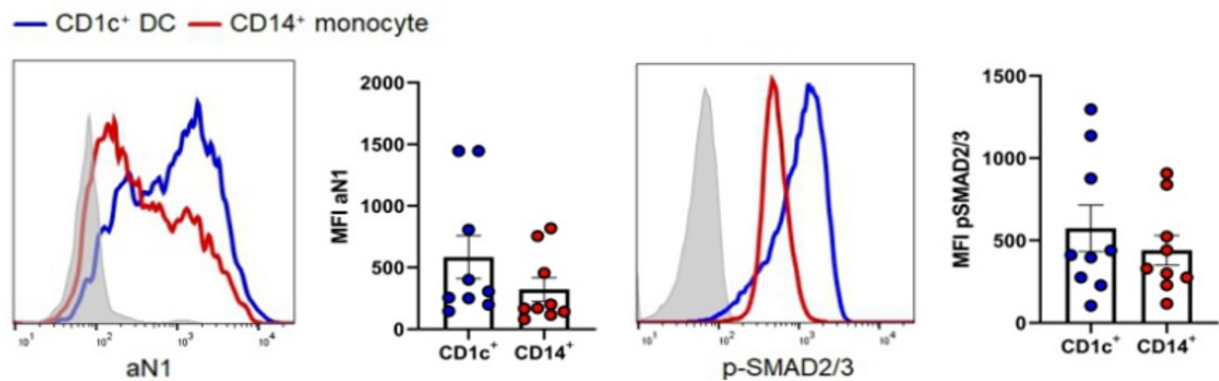 CD1c⁺ DC CD14⁺ monocyte
2000
1500
1000
500
0
MFI aN1
CD1c⁺ CD14⁺
10¹ 10² 10³ 10⁴
aN1
10¹ 10² 10³ 10⁴
p-SMAD2/3
1500
1000
500
0
MFI pSMAD2/3
CD1c⁺ CD14⁺